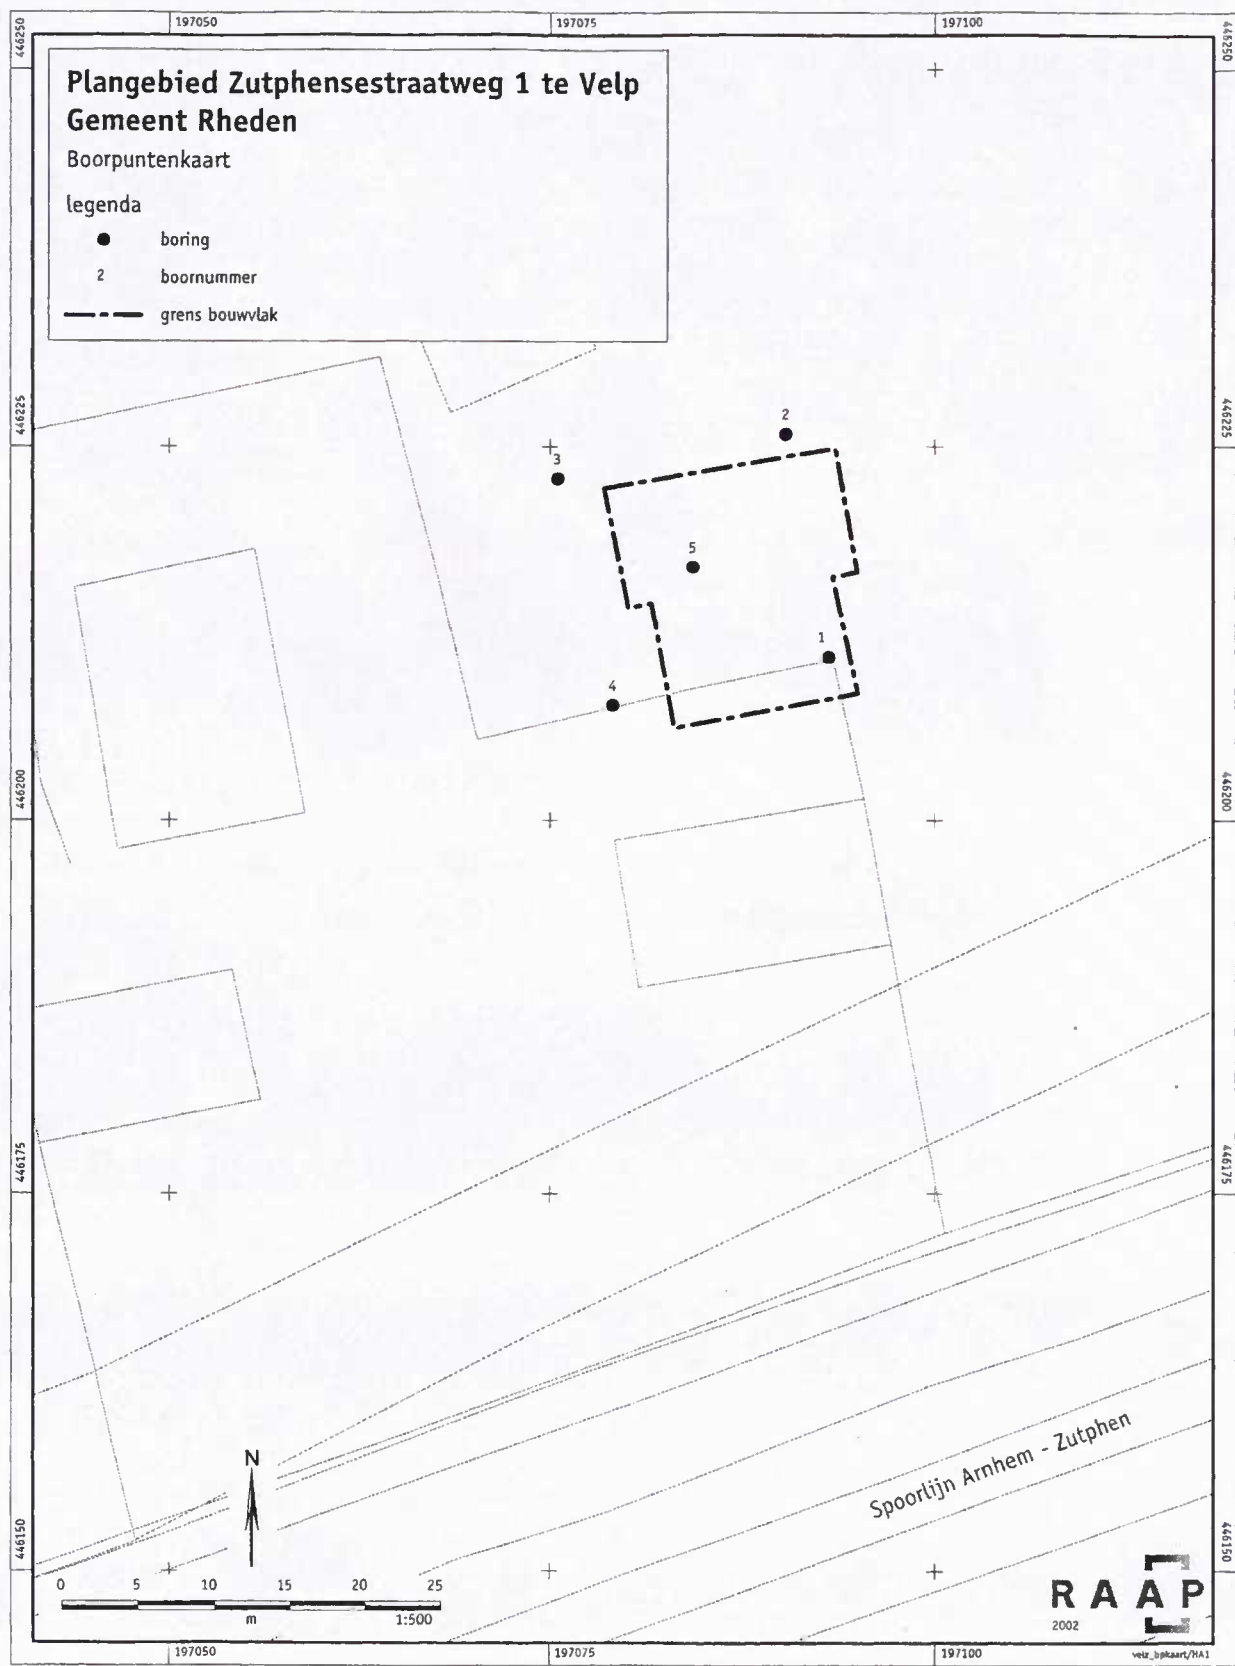 197050
197075
197100
446250
446250
Plangebied Zutphensestraatweg 1 te Velp
Gemeent Rheden
Boorpuntenkaart
legenda
boring
2 boornummer
grens bouwvlak
446225
446225
2
3
5
1
4
446200
446200
446175
446175
Spoorlijn Arnhem - Zutphen
N
446150
446150
0 5 10 15 20 25
m 1:500
RAAP
2002
197050
197075
197100
velz_bpkaart/HA1